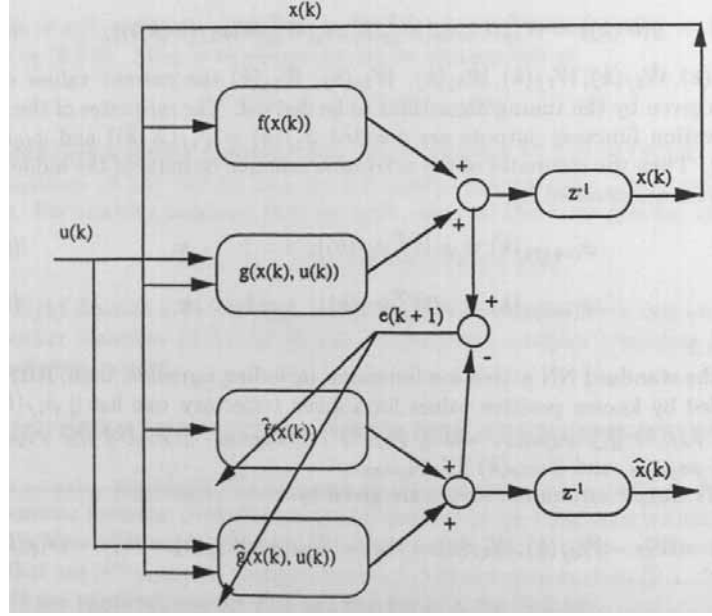 x(k)
f(x(k))
+
+
z-1
x(k)
u(k)
g(x(k), u(k))
e(k + 1)
+
-
f(x(k))
+
+
z-1
x̂(k)
ĝ(x(k), u(k))